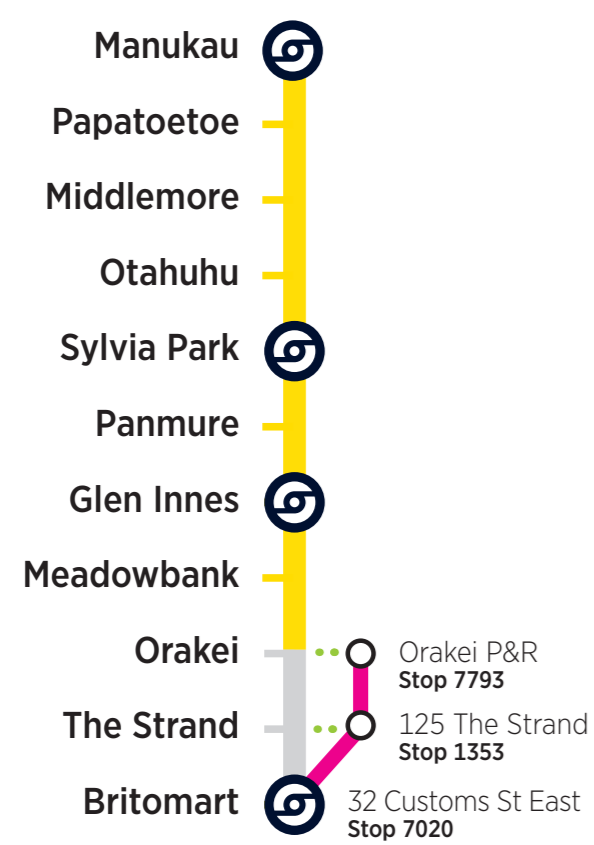 Manukau
Papatoetoe
Middlemore
Otahuhu
Sylvia Park
Panmure
Glen Innes
Meadowbank
Orakei
Orakei P&R
Stop 7793
The Strand
125 The Strand
Stop 1353
Britomart
32 Customs St East
Stop 7020